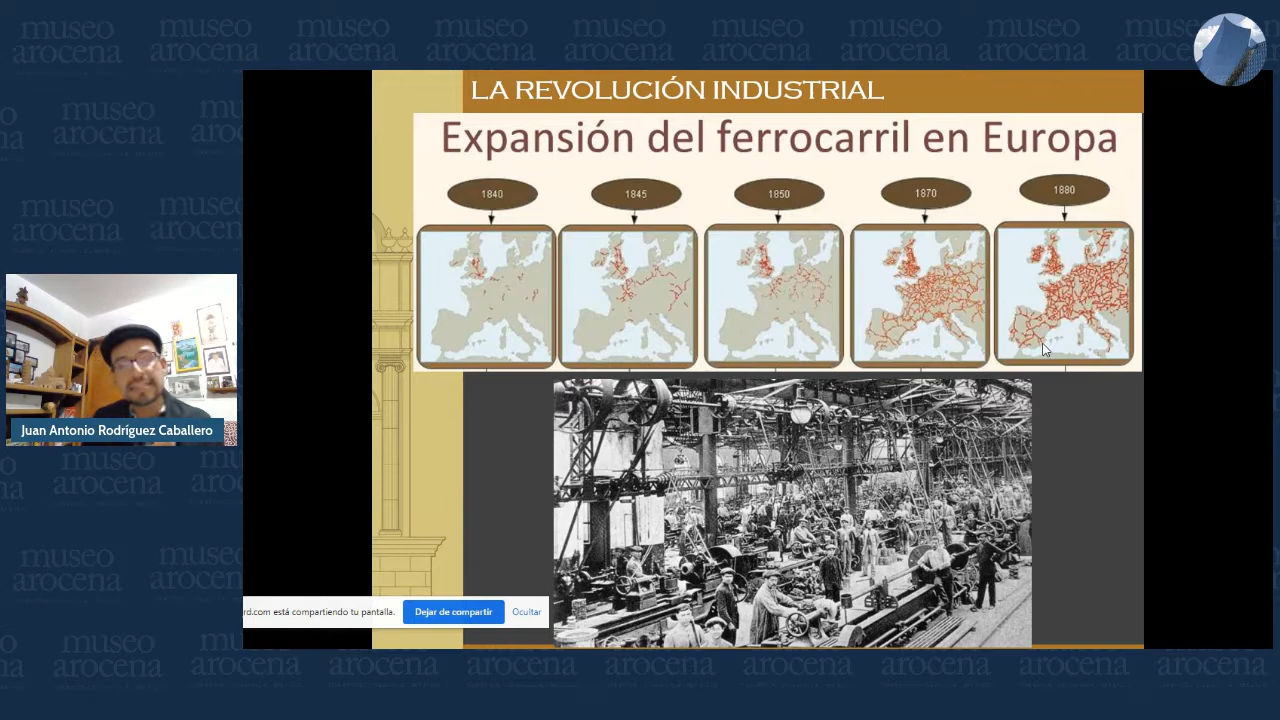 museo
arocena
LA REVOLUCIÓN INDUSTRIAL
Expansión del ferrocarril en Europa
1840
1845
1850
1870
1880
Juan Antonio Rodríguez Caballero
rd.com está compartiendo tu pantalla.
Dejar de compartir
Ocultar